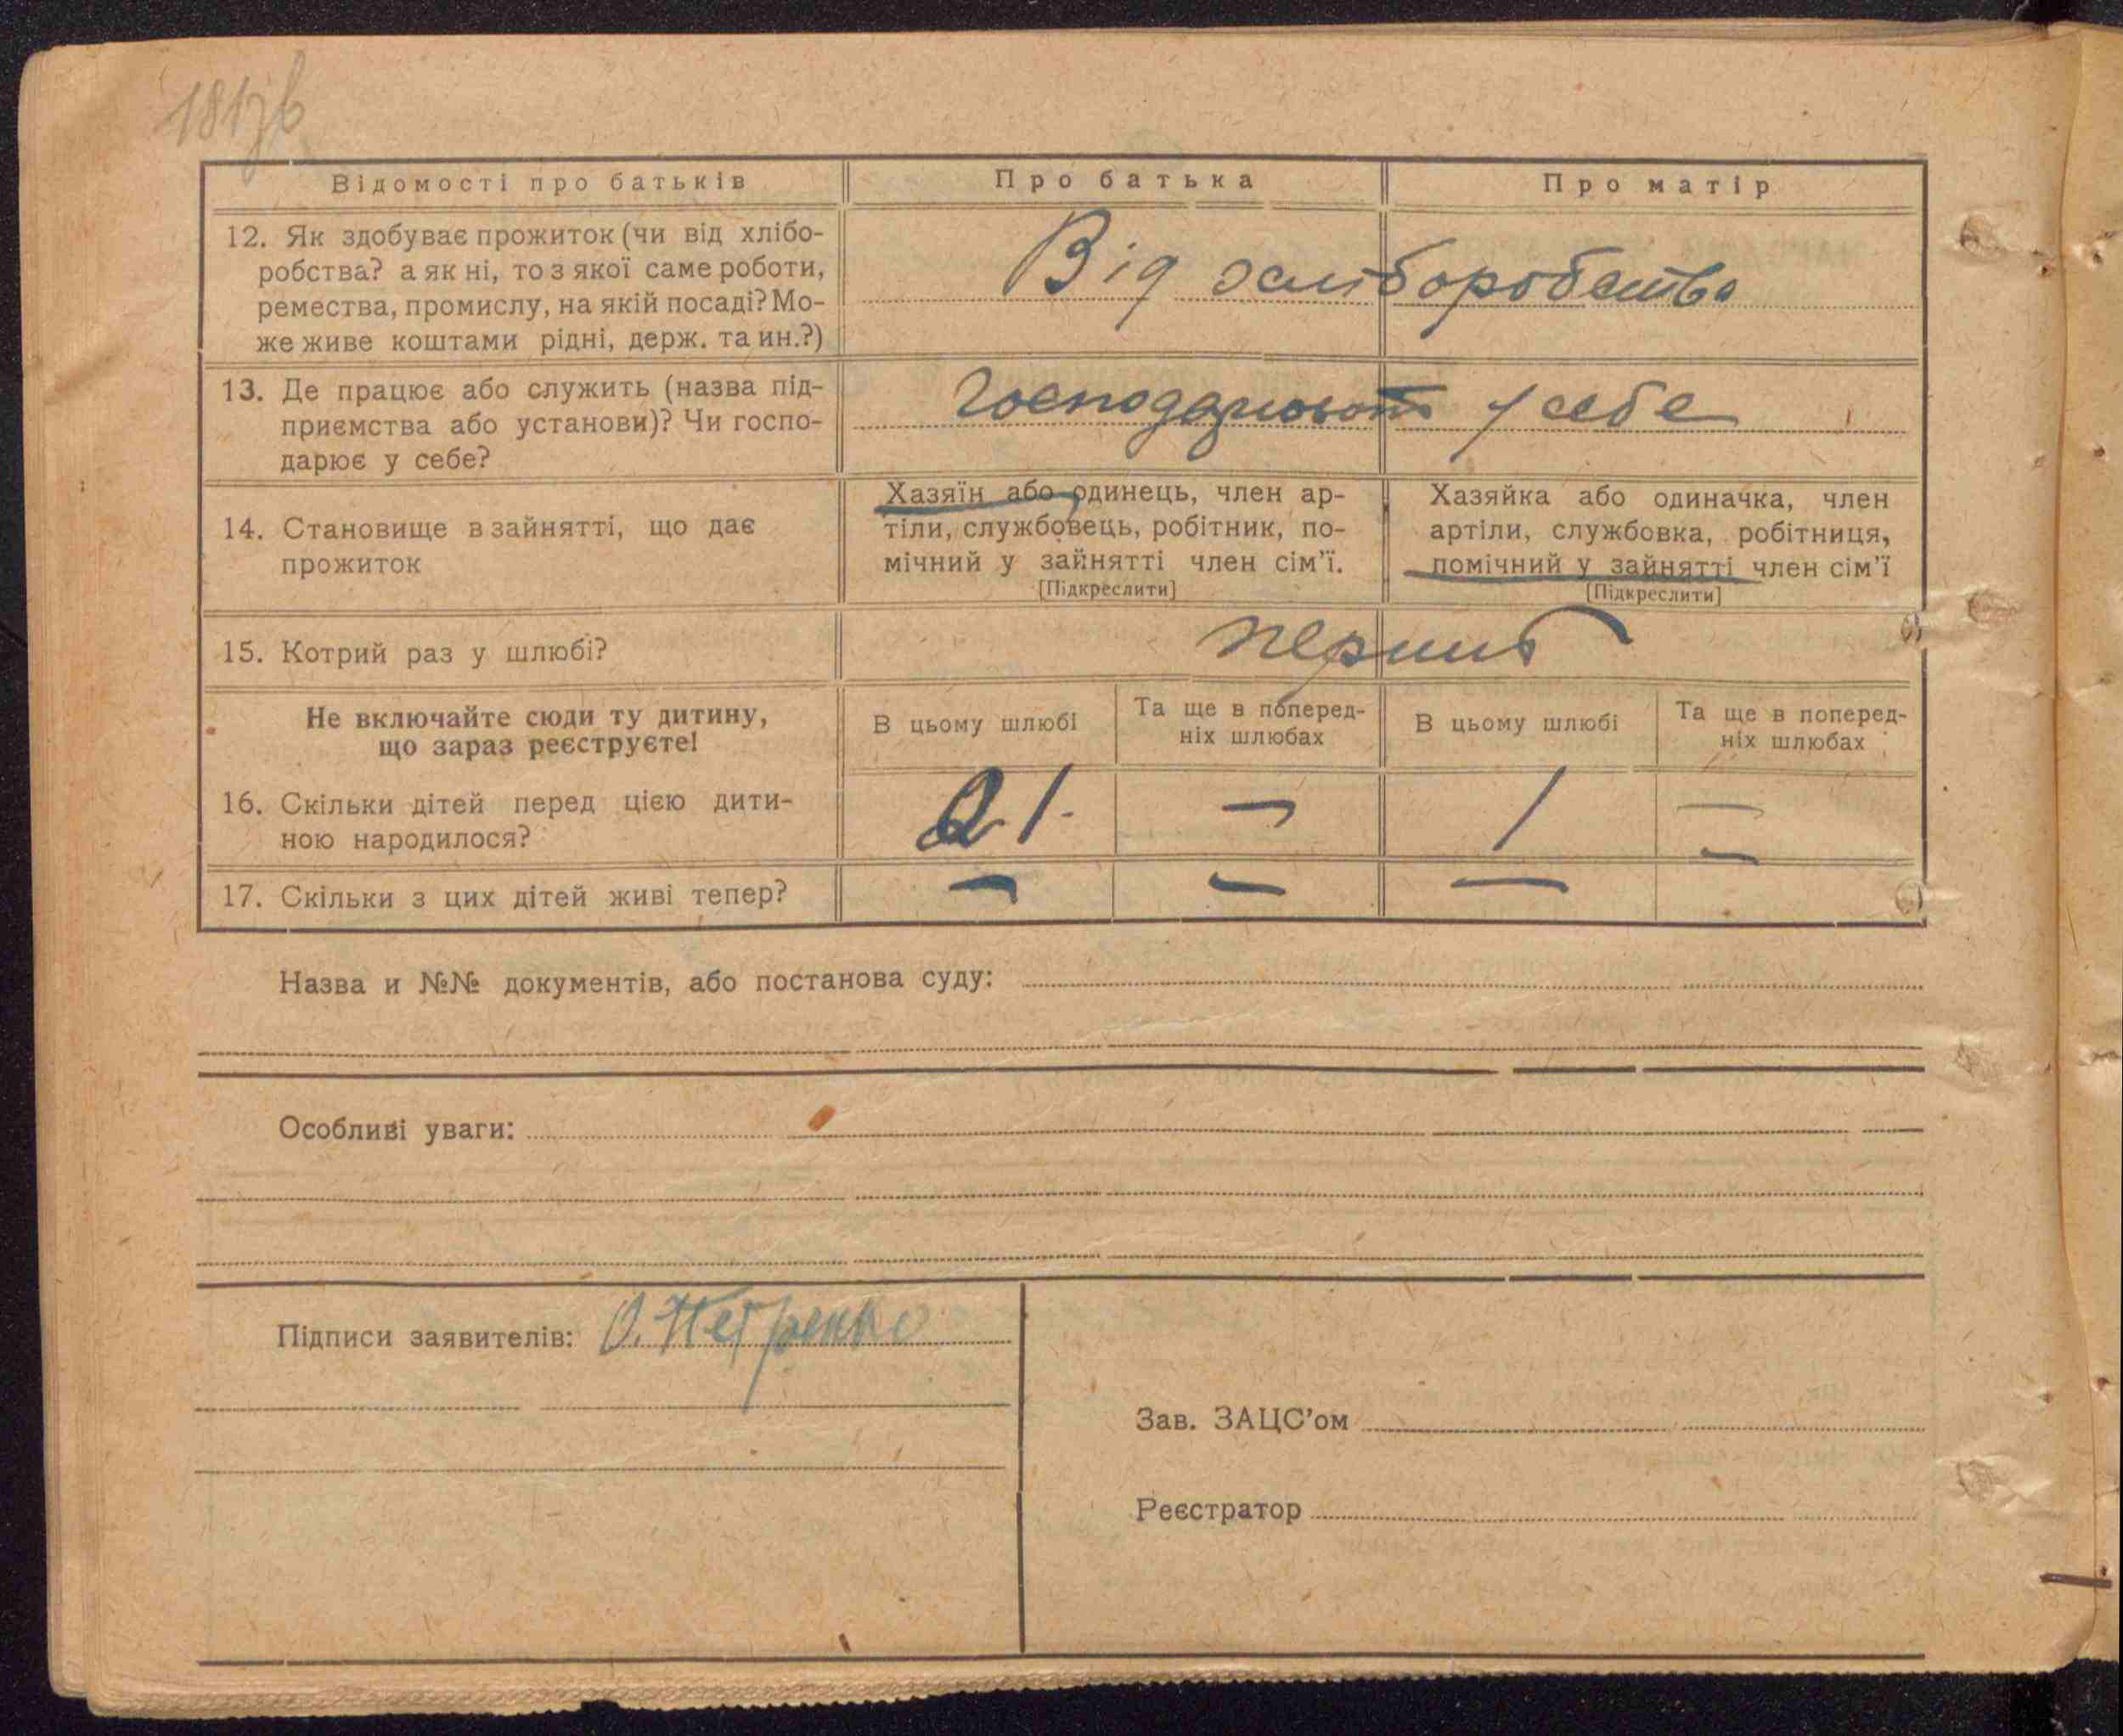 Відомості про батьків
Про батька
Про матір
12. Як здобуває прожиток (чи від хлібо-
робства? а як ні, то з якої саме роботи,
ремества, промислу, на якій посаді? Мо-
же живе коштами рідні, держ. та ин.?)
Від хліборобства
13. Де працює або служить (назва під-
приємства або установи)? Чи госпо-
дарює у себе?
Господарюють у себе
14. Становище в зайнятті, що дає
прожиток
Хазяїн або одинець, член ар-
тіли, службовець, робітник, по-
мічний у зайнятті член сім'ї.
[Підкреслити]
Хазяйка або одиначка, член
артіли, службовка, робітниця,
помічний у зайнятті член сім'ї
[Підкреслити]
15. Котрий раз у шлюбі?
Не включайте сюди ту дитину,
що зараз реєструєте!
В цьому шлюбі
Та ще в поперед-
ніх шлюбах
В цьому шлюбі
Та ще в поперед-
ніх шлюбах
16. Скільки дітей перед цією дити-
ною народилося?
1 — 1 —
17. Скільки з цих дітей живі тепер?
— — — —
Назва и №№ документів, або постанова суду:
Особливі уваги:
Підписи заявителів: О. Петренко
Зав. ЗАЦС'ом
Реєстратор